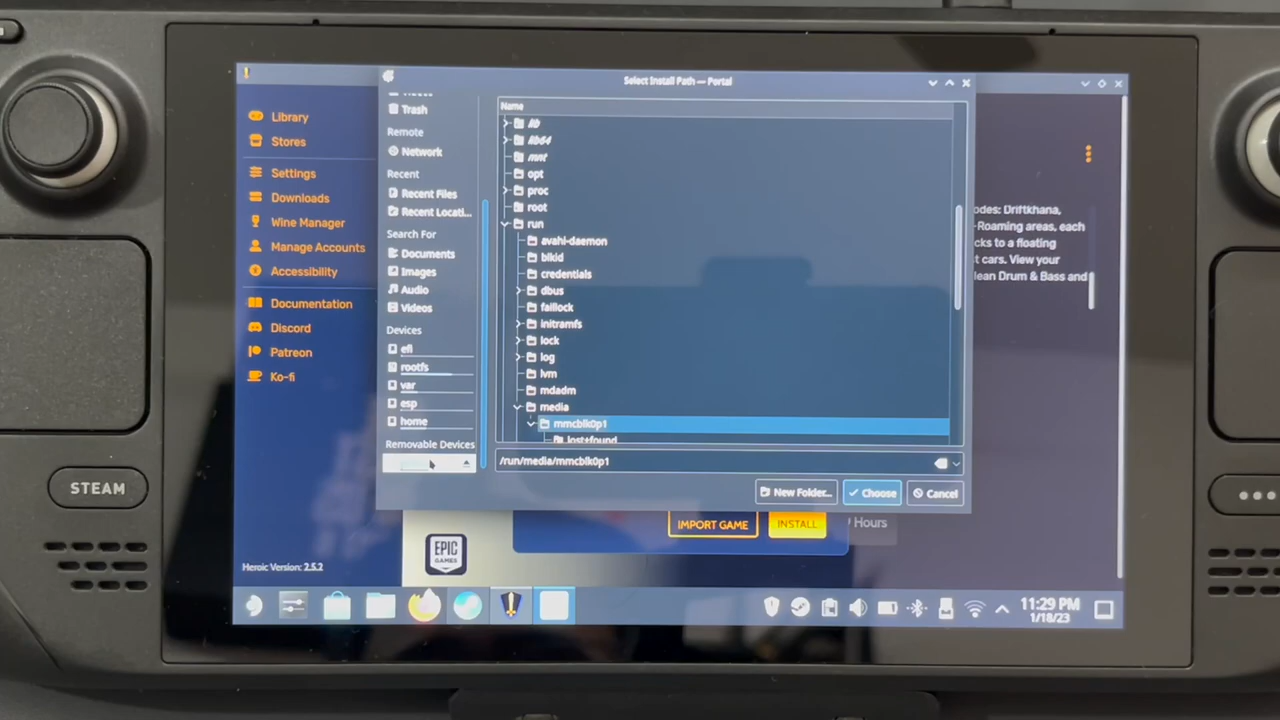 Select Install Path — Portal
Library
Stores
Settings
Downloads
Wine Manager
Manage Accounts
Accessibility
Documentation
Discord
Patreon
Ko-fi
Heroic Version: 2.5.2
Trash
Remote
Network
Recent
Recent Files
Recent Locati...
Search For
Documents
Images
Audio
Videos
Devices
efi
rootfs
var
esp
home
Removable Devices
Name
lib
lib64
mnt
opt
proc
root
run
avahi-daemon
blkid
credentials
dbus
faillock
initramfs
lock
log
lvm
mdadm
media
mmcblk0p1
lost+found
/run/media/mmcblk0p1
New Folder...
Choose
Cancel
odes: Driftkhana,
-Roaming areas, each
cks to a floating
t cars. View your
lean Drum & Bass and
IMPORT GAME
INSTALL
Hours
EPIC
GAMES
11:29 PM
1/18/23
STEAM